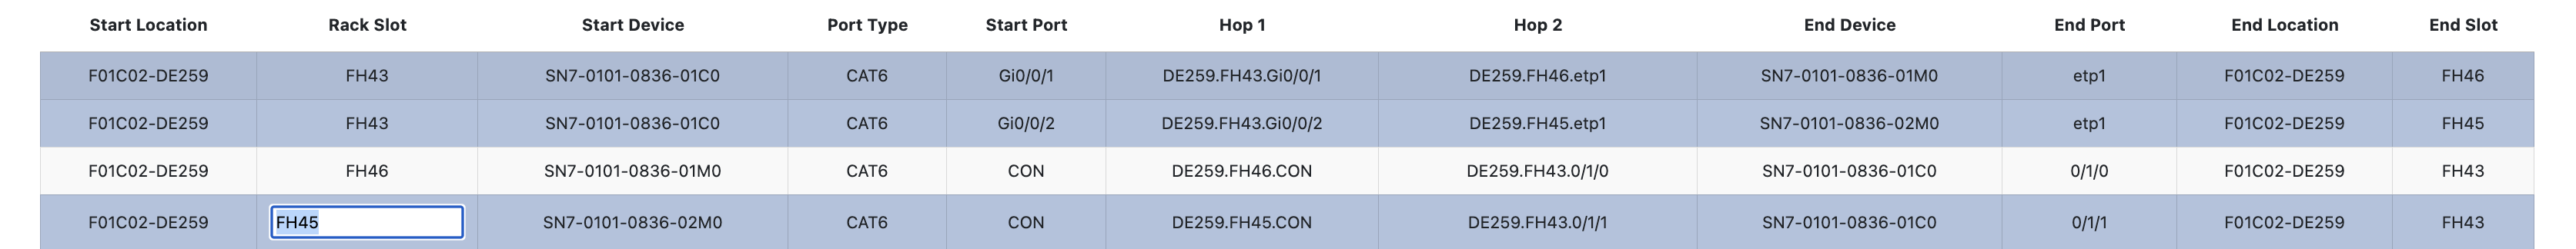 Start Location Rack Slot Start Device Port Type Start Port Hop 1 Hop 2 End Device End Port End Location End Slot
F01C02-DE259 FH43 SN7-0101-0836-01C0 CAT6 Gi0/0/1 DE259.FH43.Gi0/0/1 DE259.FH46.etp1 SN7-0101-0836-01M0 etp1 F01C02-DE259 FH46
F01C02-DE259 FH43 SN7-0101-0836-01C0 CAT6 Gi0/0/2 DE259.FH43.Gi0/0/2 DE259.FH45.etp1 SN7-0101-0836-02M0 etp1 F01C02-DE259 FH45
F01C02-DE259 FH46 SN7-0101-0836-01M0 CAT6 CON DE259.FH46.CON DE259.FH43.0/1/0 SN7-0101-0836-01C0 0/1/0 F01C02-DE259 FH43
F01C02-DE259 FH45 SN7-0101-0836-02M0 CAT6 CON DE259.FH45.CON DE259.FH43.0/1/1 SN7-0101-0836-01C0 0/1/1 F01C02-DE259 FH43